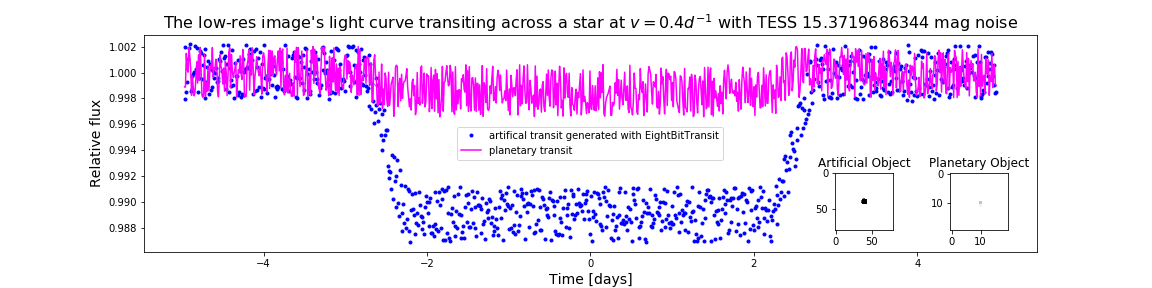 The low-res image's light curve transiting across a star at v = 0.4d⁻¹ with TESS 15.3719686344 mag noise
Relative flux
1.002
1.000
0.998
0.996
0.994
0.992
0.990
0.988
artifical transit generated with EightBitTransit
planetary transit
Artificial Object
0
50
0 50
Planetary Object
0
10
0 10
−4 −2 0 2 4
Time [days]